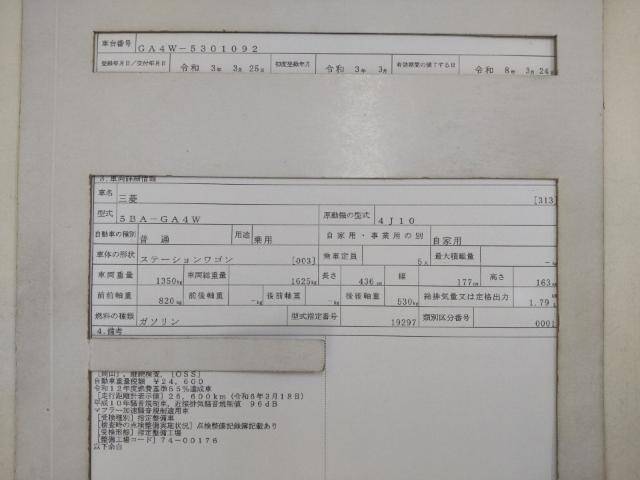 車台番号 GA4W-5301092
登録年月日/交付年月日 令和 3年 3月 25日 初度登録年月 令和 3年 3月 有効期間の満了する日 令和 8年 3月 24日
3.車両詳細情報
車名 三菱 [313
型式 5BA-GA4W 原動機の型式 4J10
自動車の種別 普通 用途 乗用 自家用・事業用の別 自家用
車体の形状 ステーションワゴン [003] 乗車定員 5人 最大積載量 -kg
車両重量 1350kg 車両総重量 1625kg 長さ 436cm 幅 177cm 高さ 163
前前軸重 820kg 前後軸重 -kg 後前軸重 -kg 後後軸重 530kg 総排気量又は定格出力 1.79
燃料の種類 ガソリン 型式指定番号 19297 類別区分番号 0001
4.備考
[岡山],継続検査,[OSS]
自動車重量税額 ¥24,600
令和12年度燃費基準55%達成車
[走行距離計表示値] 26,600km (令和6年3月18日)
平成10年騒音規制車,近接排気騒音規制値 96dB
マフラー加速騒音規制適用車
[受検種別] 指定整備車
[検査時の点検整備実施状況] 点検整備記録簿記載あり
[受検形態] 指定整備工場
[整備工場コード] 74-00176
以下余白